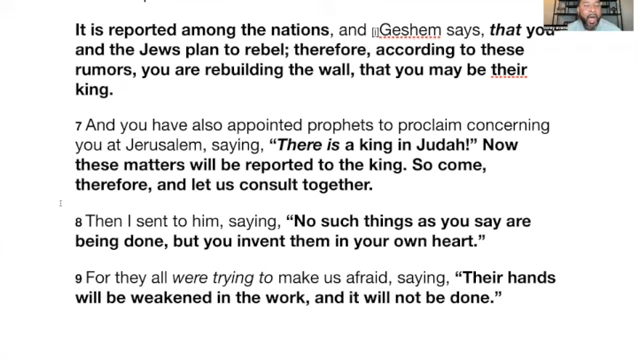 It is reported among the nations, and [i]Geshem says, that you
and the Jews plan to rebel; therefore, according to these
rumors, you are rebuilding the wall, that you may be their
king.
7 And you have also appointed prophets to proclaim concerning
you at Jerusalem, saying, “There is a king in Judah!” Now
these matters will be reported to the king. So come,
therefore, and let us consult together.
8 Then I sent to him, saying, “No such things as you say are
being done, but you invent them in your own heart.”
9 For they all were trying to make us afraid, saying, “Their hands
will be weakened in the work, and it will not be done.”